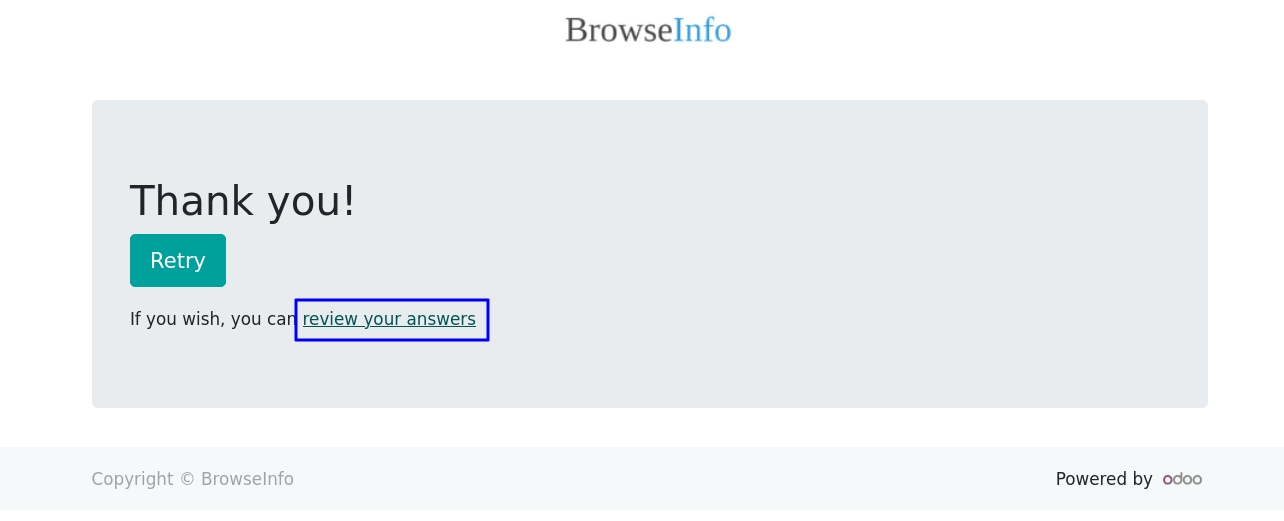 BrowseInfo
Thank you!
Retry
If you wish, you can review your answers
Copyright © BrowseInfo
Powered by odoo